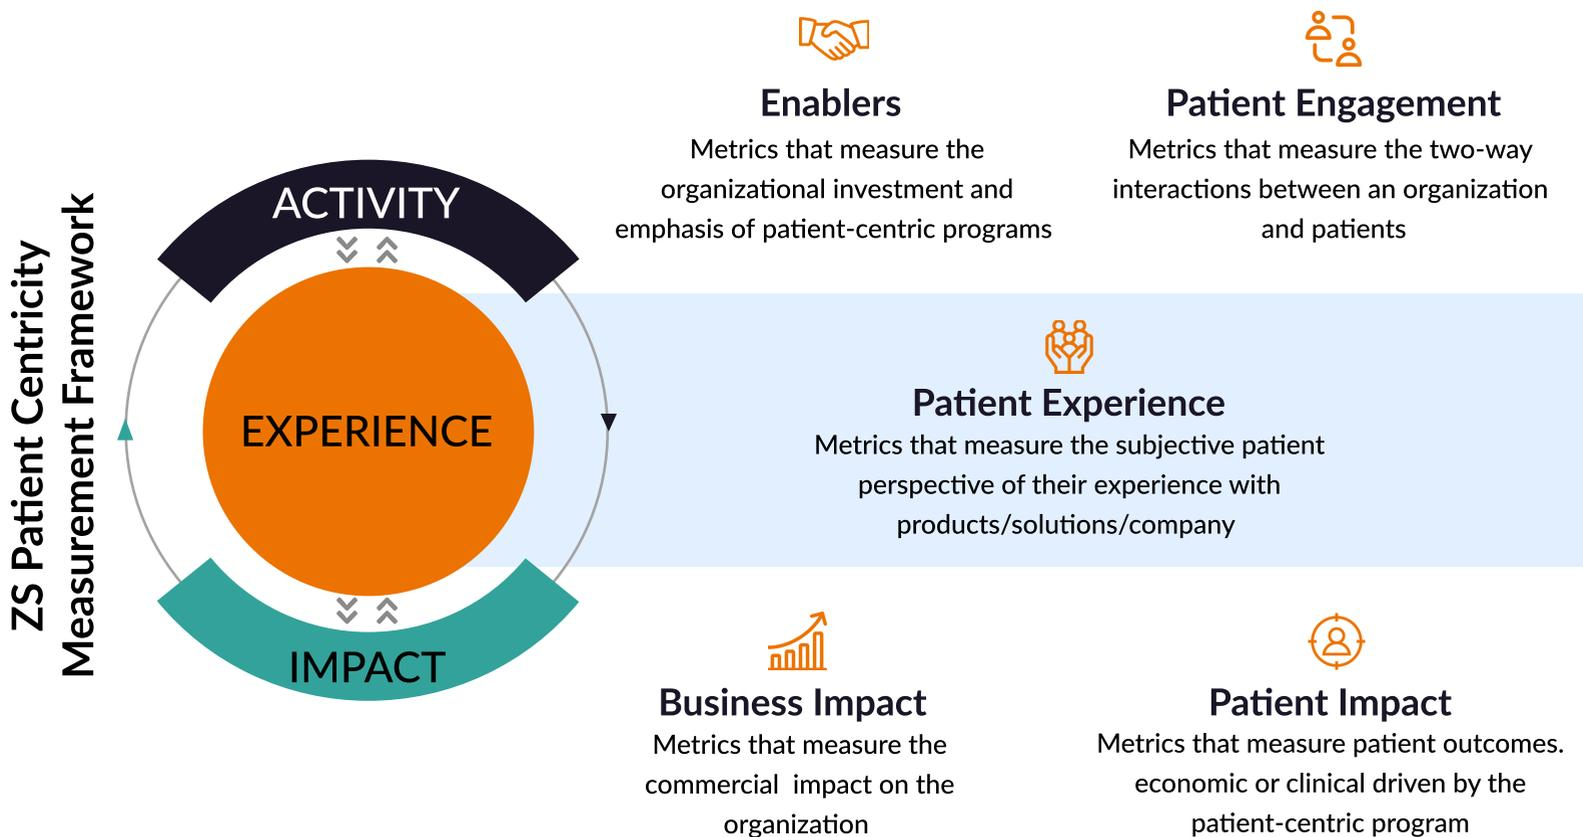 ZS Patient Centricity
Measurement Framework
ACTIVITY
EXPERIENCE
IMPACT
Enablers
Metrics that measure the
organizational investment and
emphasis of patient-centric programs
Patient Engagement
Metrics that measure the two-way
interactions between an organization
and patients
Patient Experience
Metrics that measure the subjective patient
perspective of their experience with
products/solutions/company
Business Impact
Metrics that measure the
commercial  impact on the
organization
Patient Impact
Metrics that measure patient outcomes.
economic or clinical driven by the
patient-centric program